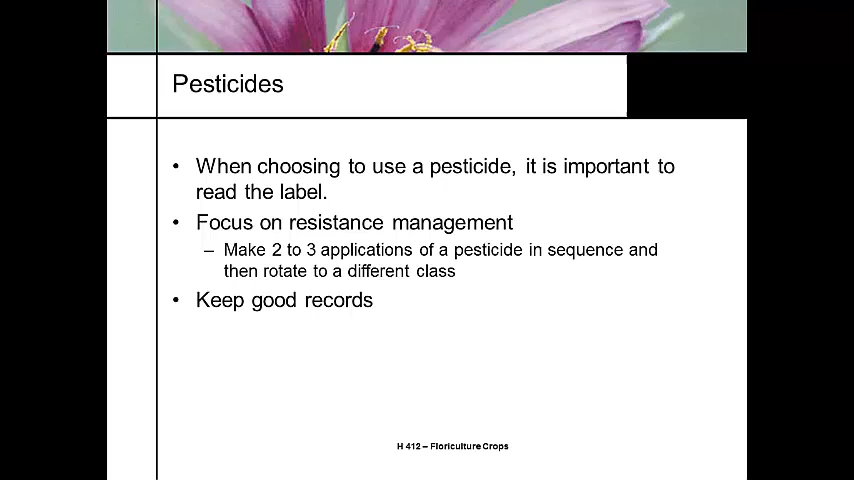 Pesticides
• When choosing to use a pesticide, it is important to
read the label.
• Focus on resistance management
– Make 2 to 3 applications of a pesticide in sequence and
then rotate to a different class
• Keep good records
H 412 – Floriculture Crops